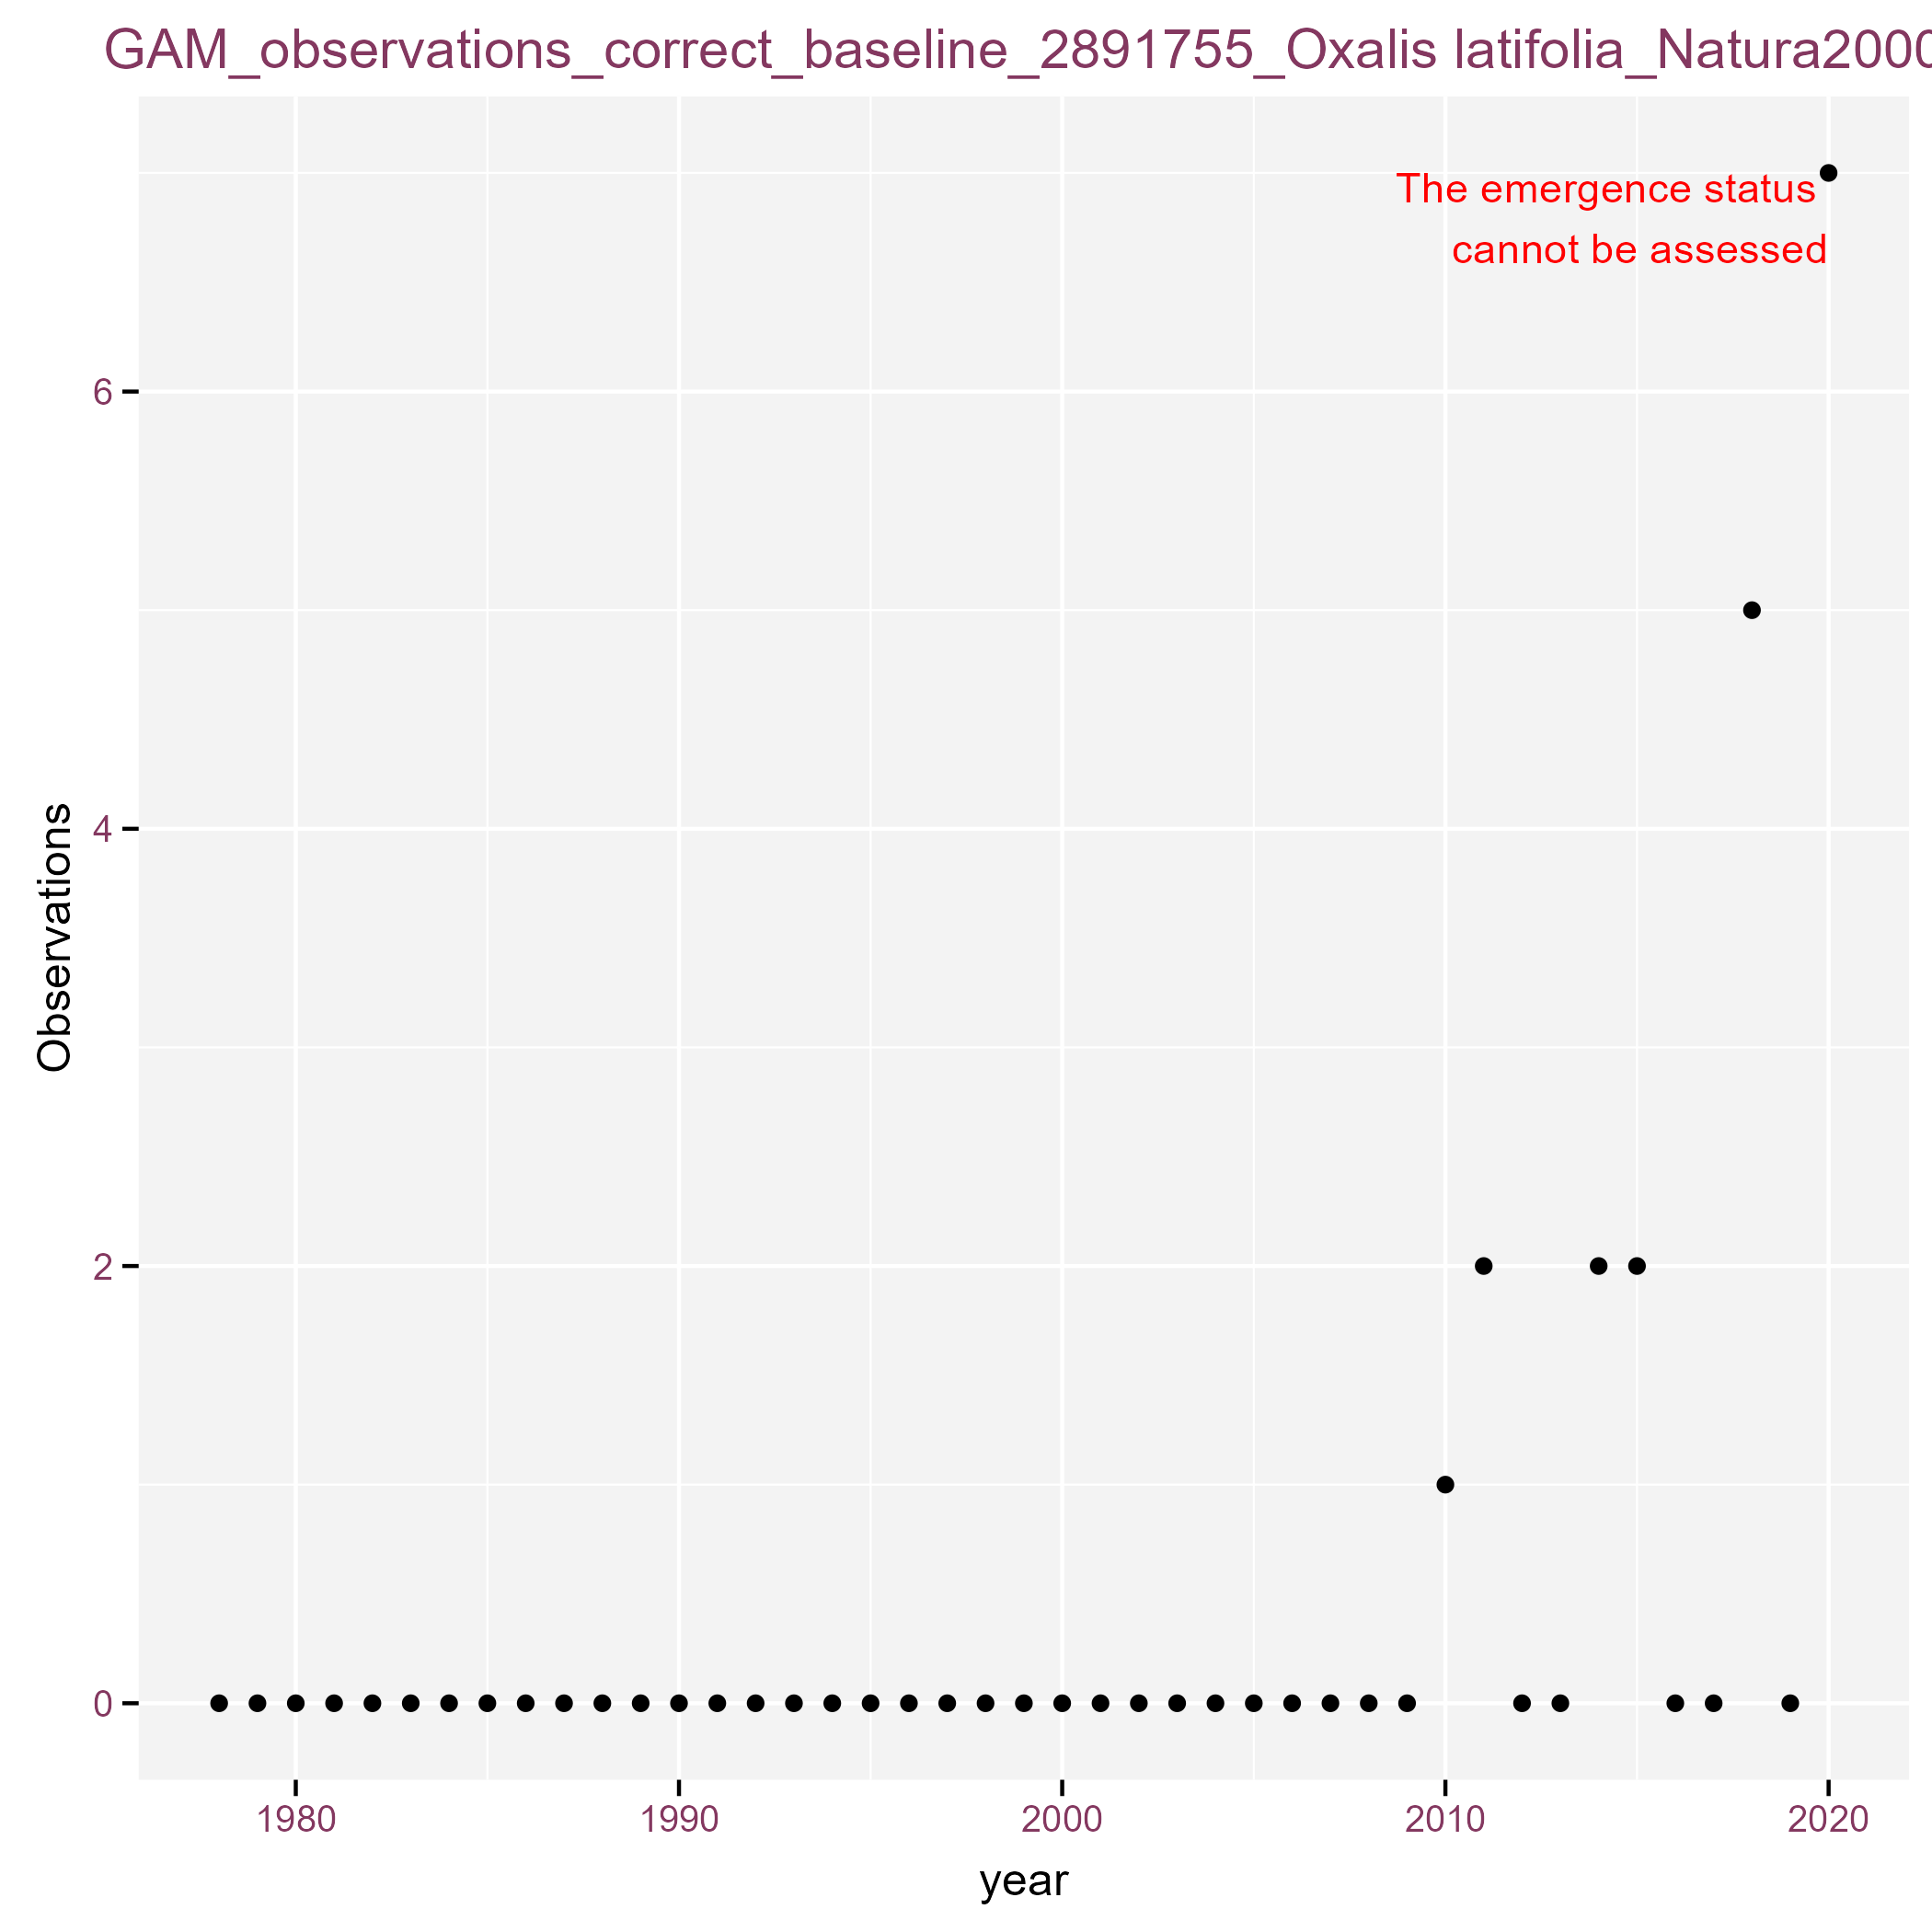 GAM_observations_correct_baseline_2891755_Oxalis latifolia_Natura2000
The emergence status
cannot be assessed
6
4
2
0
Observations
1980 1990 2000 2010 2020
year